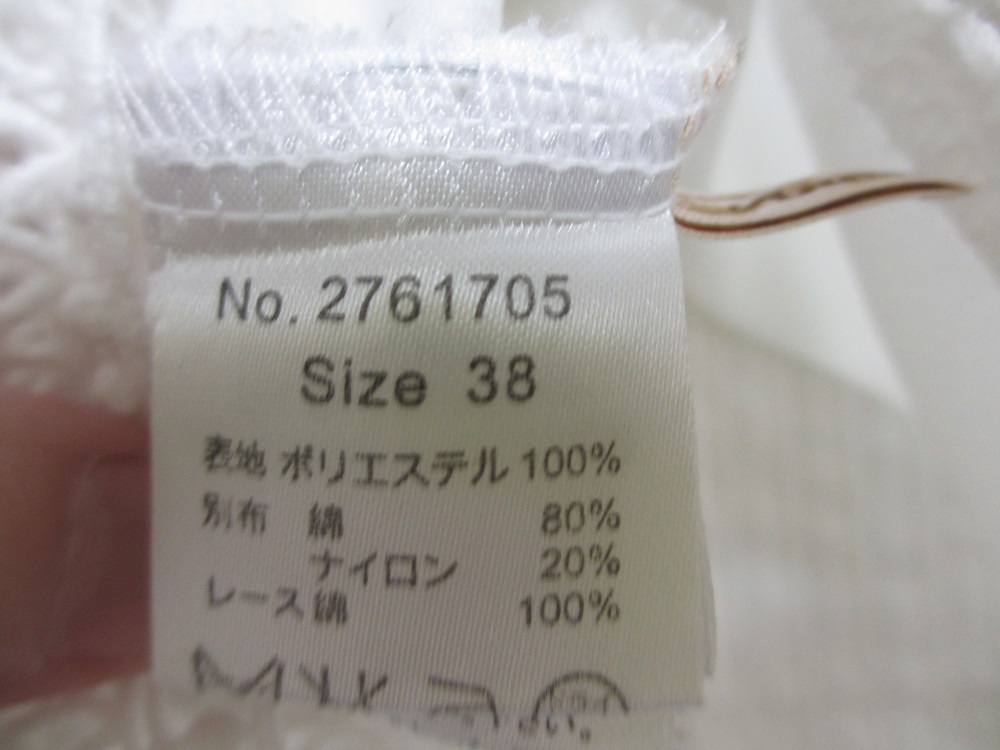 No. 2761705
Size 38
表地 ポリエステル 100%
別布 綿 80%
ナイロン 20%
レース 綿 100%